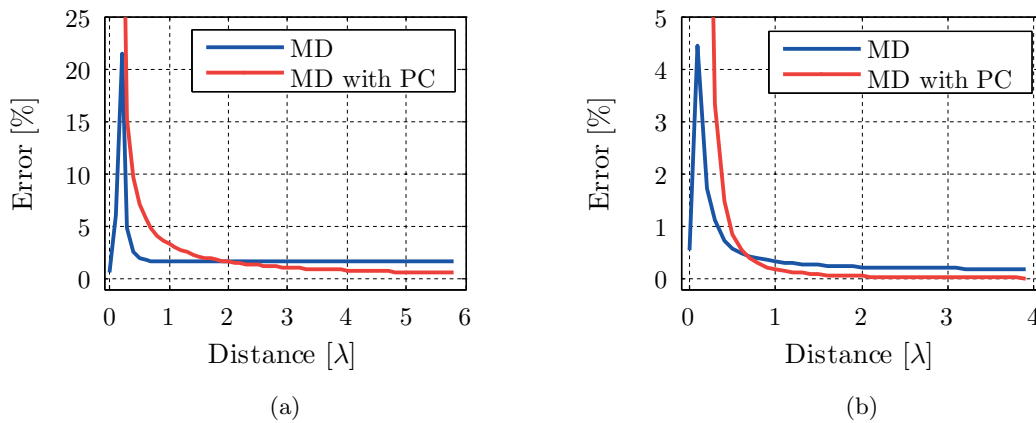 25
20
15
10
5
0
Error [%]
MD
MD with PC
0 1 2 3 4 5 6
Distance [λ]
(a)
5
4
3
2
1
0
Error [%]
MD
MD with PC
0 1 2 3 4
Distance [λ]
(b)